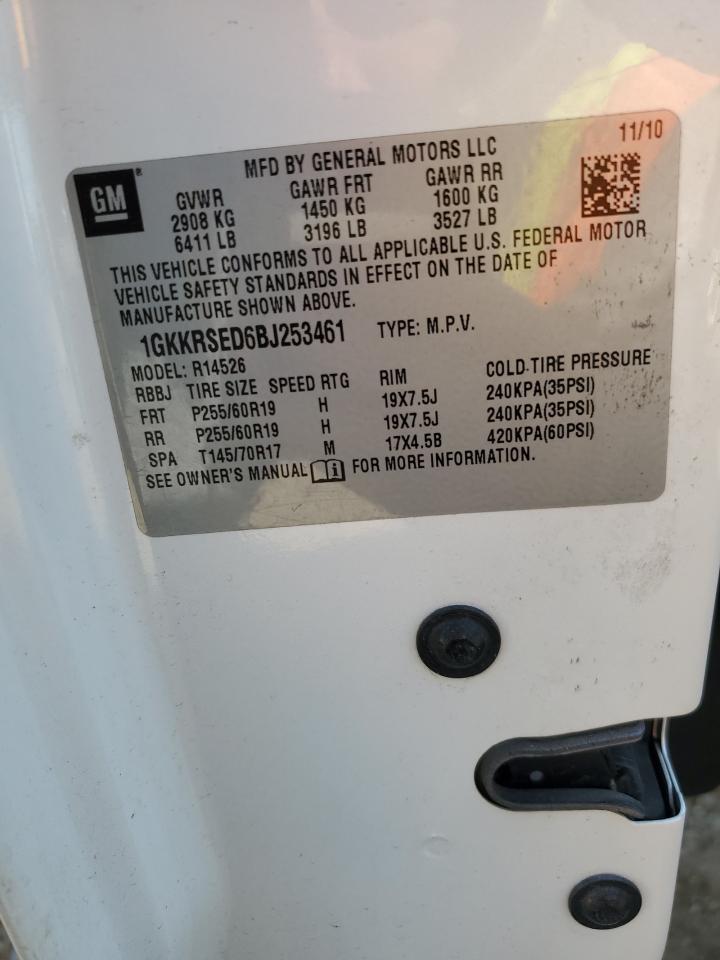 11/10
MFD BY GENERAL MOTORS LLC
GM®
GVWR GAWR FRT GAWR RR
2908 KG 1450 KG 1600 KG
6411 LB 3196 LB 3527 LB
THIS VEHICLE CONFORMS TO ALL APPLICABLE U.S. FEDERAL MOTOR
VEHICLE SAFETY STANDARDS IN EFFECT ON THE DATE OF
MANUFACTURE SHOWN ABOVE.
1GKKRSED6BJ253461 TYPE: M.P.V.
MODEL: R14526
RBBJ TIRE SIZE SPEED RTG RIM COLD TIRE PRESSURE
FRT P255/60R19 H 19X7.5J 240KPA(35PSI)
RR P255/60R19 H 19X7.5J 240KPA(35PSI)
SPA T145/70R17 M 17X4.5B 420KPA(60PSI)
SEE OWNER'S MANUAL i FOR MORE INFORMATION.